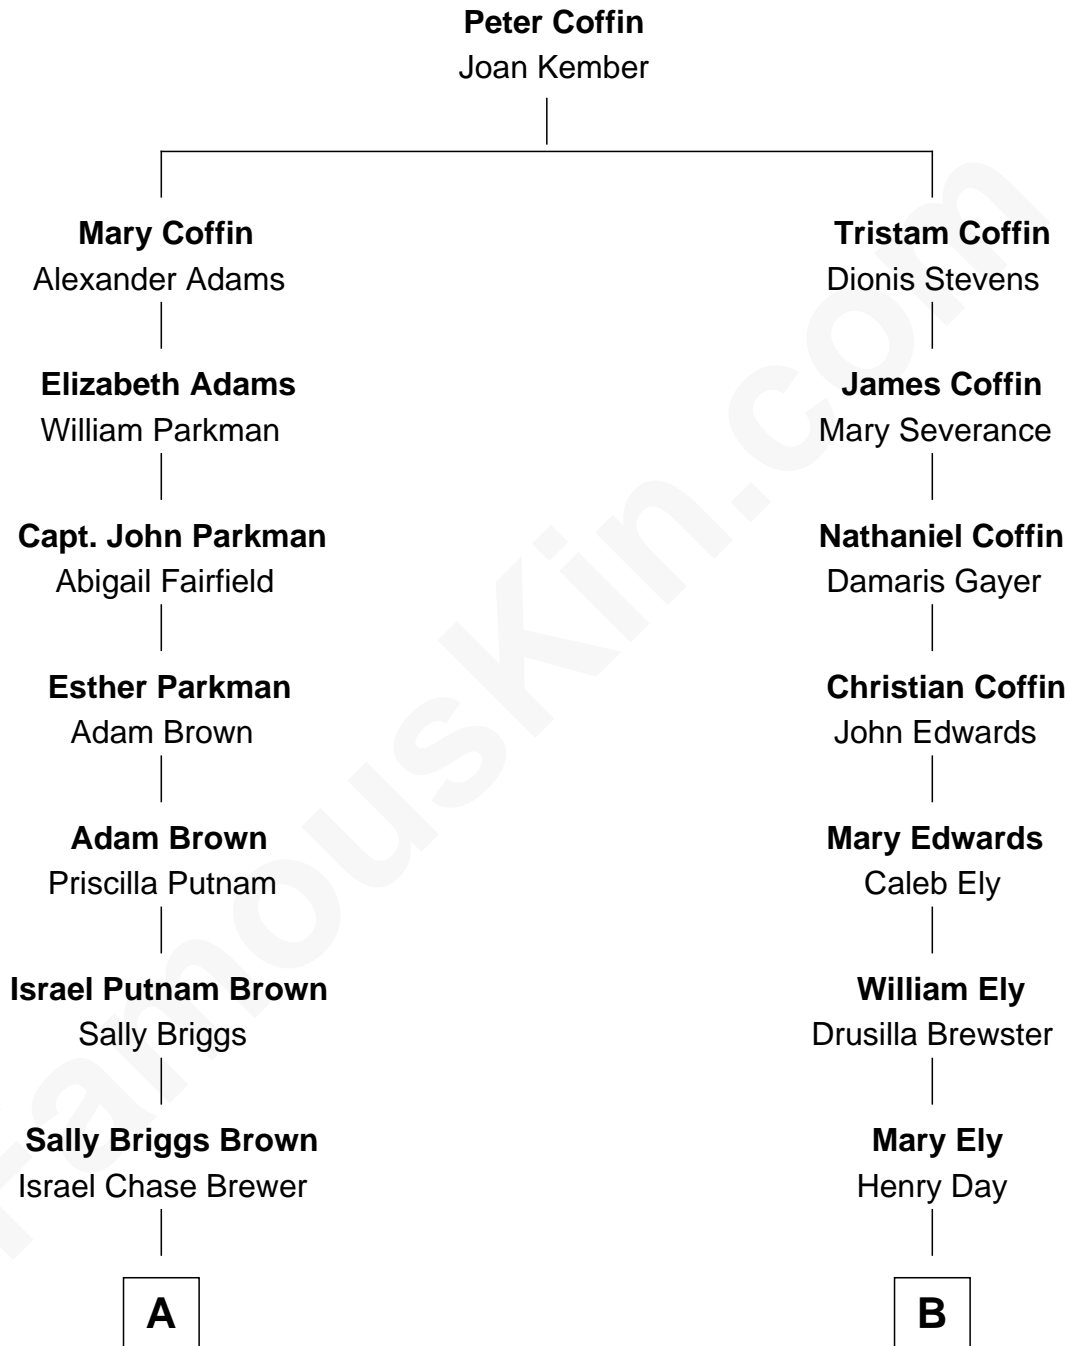 Peter Coffin
Joan Kember
Mary Coffin
Alexander Adams
Tristam Coffin
Dionis Stevens
Elizabeth Adams
William Parkman
James Coffin
Mary Severance
Capt. John Parkman
Abigail Fairfield
Nathaniel Coffin
Damaris Gayer
Esther Parkman
Adam Brown
Christian Coffin
John Edwards
Adam Brown
Priscilla Putnam
Mary Edwards
Caleb Ely
Israel Putnam Brown
Sally Briggs
William Ely
Drusilla Brewster
Sally Briggs Brown
Israel Chase Brewer
Mary Ely
Henry Day
A
B
FamousKin.com